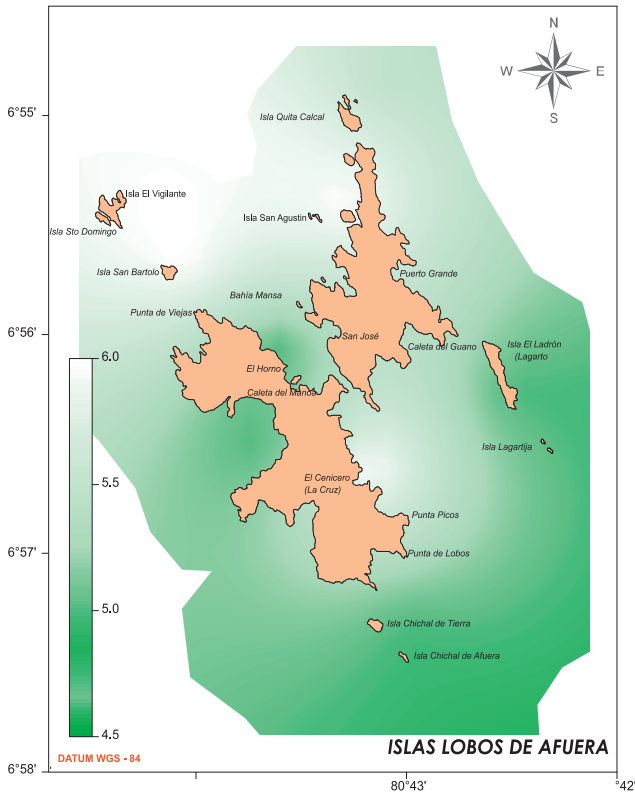 N
W E
S
6°55'
Isla Quita Calcal
Isla El Vigilante
Isla San Agustin
Isla Sto Domingo
Isla San Bartolo
Puerto Grande
Bahía Mansa
Punta de Viejas
6°56'
San José
Caleta del Guano
Isla El Ladròn
(Lagarto
6.0
El Horno
Caleta del Manoa
Isla Lagartija
El Cenicero
(La Cruz)
5.5
Punta Picos
6°57'
Punta de Lobos
5.0
Isla Chichal de Tierra
Isla Chichal de Afuera
4.5
ISLAS LOBOS DE AFUERA
DATUM WGS - 84
6°58'
80°43'
°42'